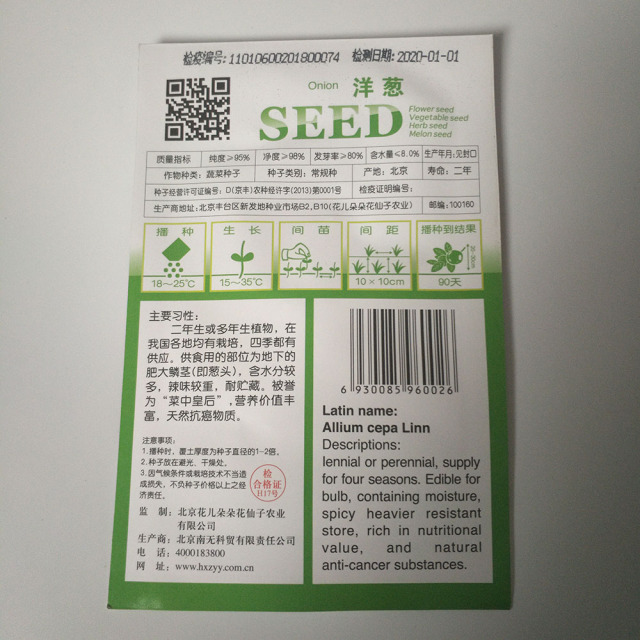 检疫编号:11010600201800074 检测日期:2020-01-01
Onion 洋葱
SEED
Flower seed
Vegetable seed
Herb seed
Melon seed
质量指标 纯度≥95% 净度≥98% 发芽率≥80% 含水量≤8.0% 生产年月:见封口
作物种类: 蔬菜种子 种子类别: 常规种 产地: 北京 寿命: 二年
种子经营许可证编号: D(京丰)农种经许字(2013)第0001号 检疫证明编号:
生产商地址: 北京丰台区新发地种业市场B2, B10(花儿朵朵花仙子农业) 邮编: 100160
播种 生长 间苗 间距 播种到结果
18~25℃ 15~35℃ 10×10cm 90天
主要习性:
二年生或多年生植物, 在
我国各地均有栽培, 四季都有
供应。供食用的部位为地下的
肥大鳞茎(即葱头), 含水分较
多, 辣味较重, 耐贮藏。被誉
为“菜中皇后”, 营养价值丰
富, 天然抗癌物质。
注意事项:
1. 播种时, 覆土厚度为种子直径的1-2倍。
2. 种子放在避光、干燥处。
3. 因气候条件或栽培技术不当造
成损失, 不负种子价格以上之经
济责任。
检
合格证
H17号
监制: 北京花儿朵朵花仙子农业
有限公司
生产商: 北京南无科贸有限责任公司
电话: 4000183800
网址: www.hxzyy.com.cn
6 930085 960026
Latin name:
Allium cepa Linn
Descriptions:
Iennial or perennial, supply
for four seasons. Edible for
bulb, containing moisture,
spicy heavier resistant
store, rich in nutritional
value, and natural
anti-cancer substances.